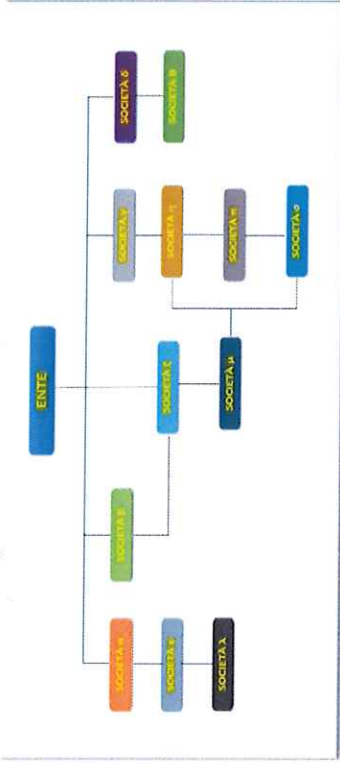 ENTE
SOCIETÀ α
SOCIETÀ β
SOCIETÀ γ
SOCIETÀ δ
SOCIETÀ ε
SOCIETÀ ζ
SOCIETÀ η
SOCIETÀ θ
SOCIETÀ λ
SOCIETÀ μ
SOCIETÀ π
SOCIETÀ σ